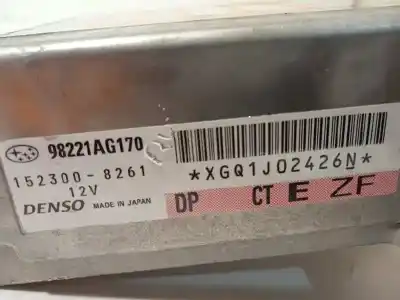 98221AG170
152300-8261
12V
DENSO MADE IN JAPAN
*XGQ1J02426N*
DP CT E ZF